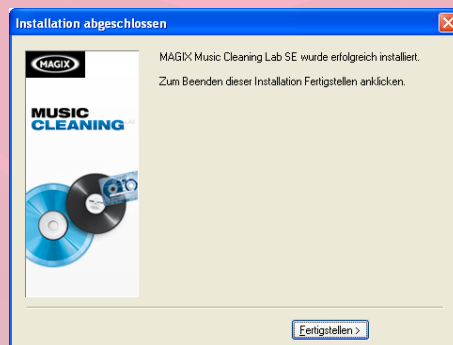 Installation abgeschlossen
MAGIX
MUSIC
CLEANING LAB
MAGIX Music Cleaning Lab SE wurde erfolgreich installiert.
Zum Beenden dieser Installation Fertigstellen anklicken.
Fertigstellen >